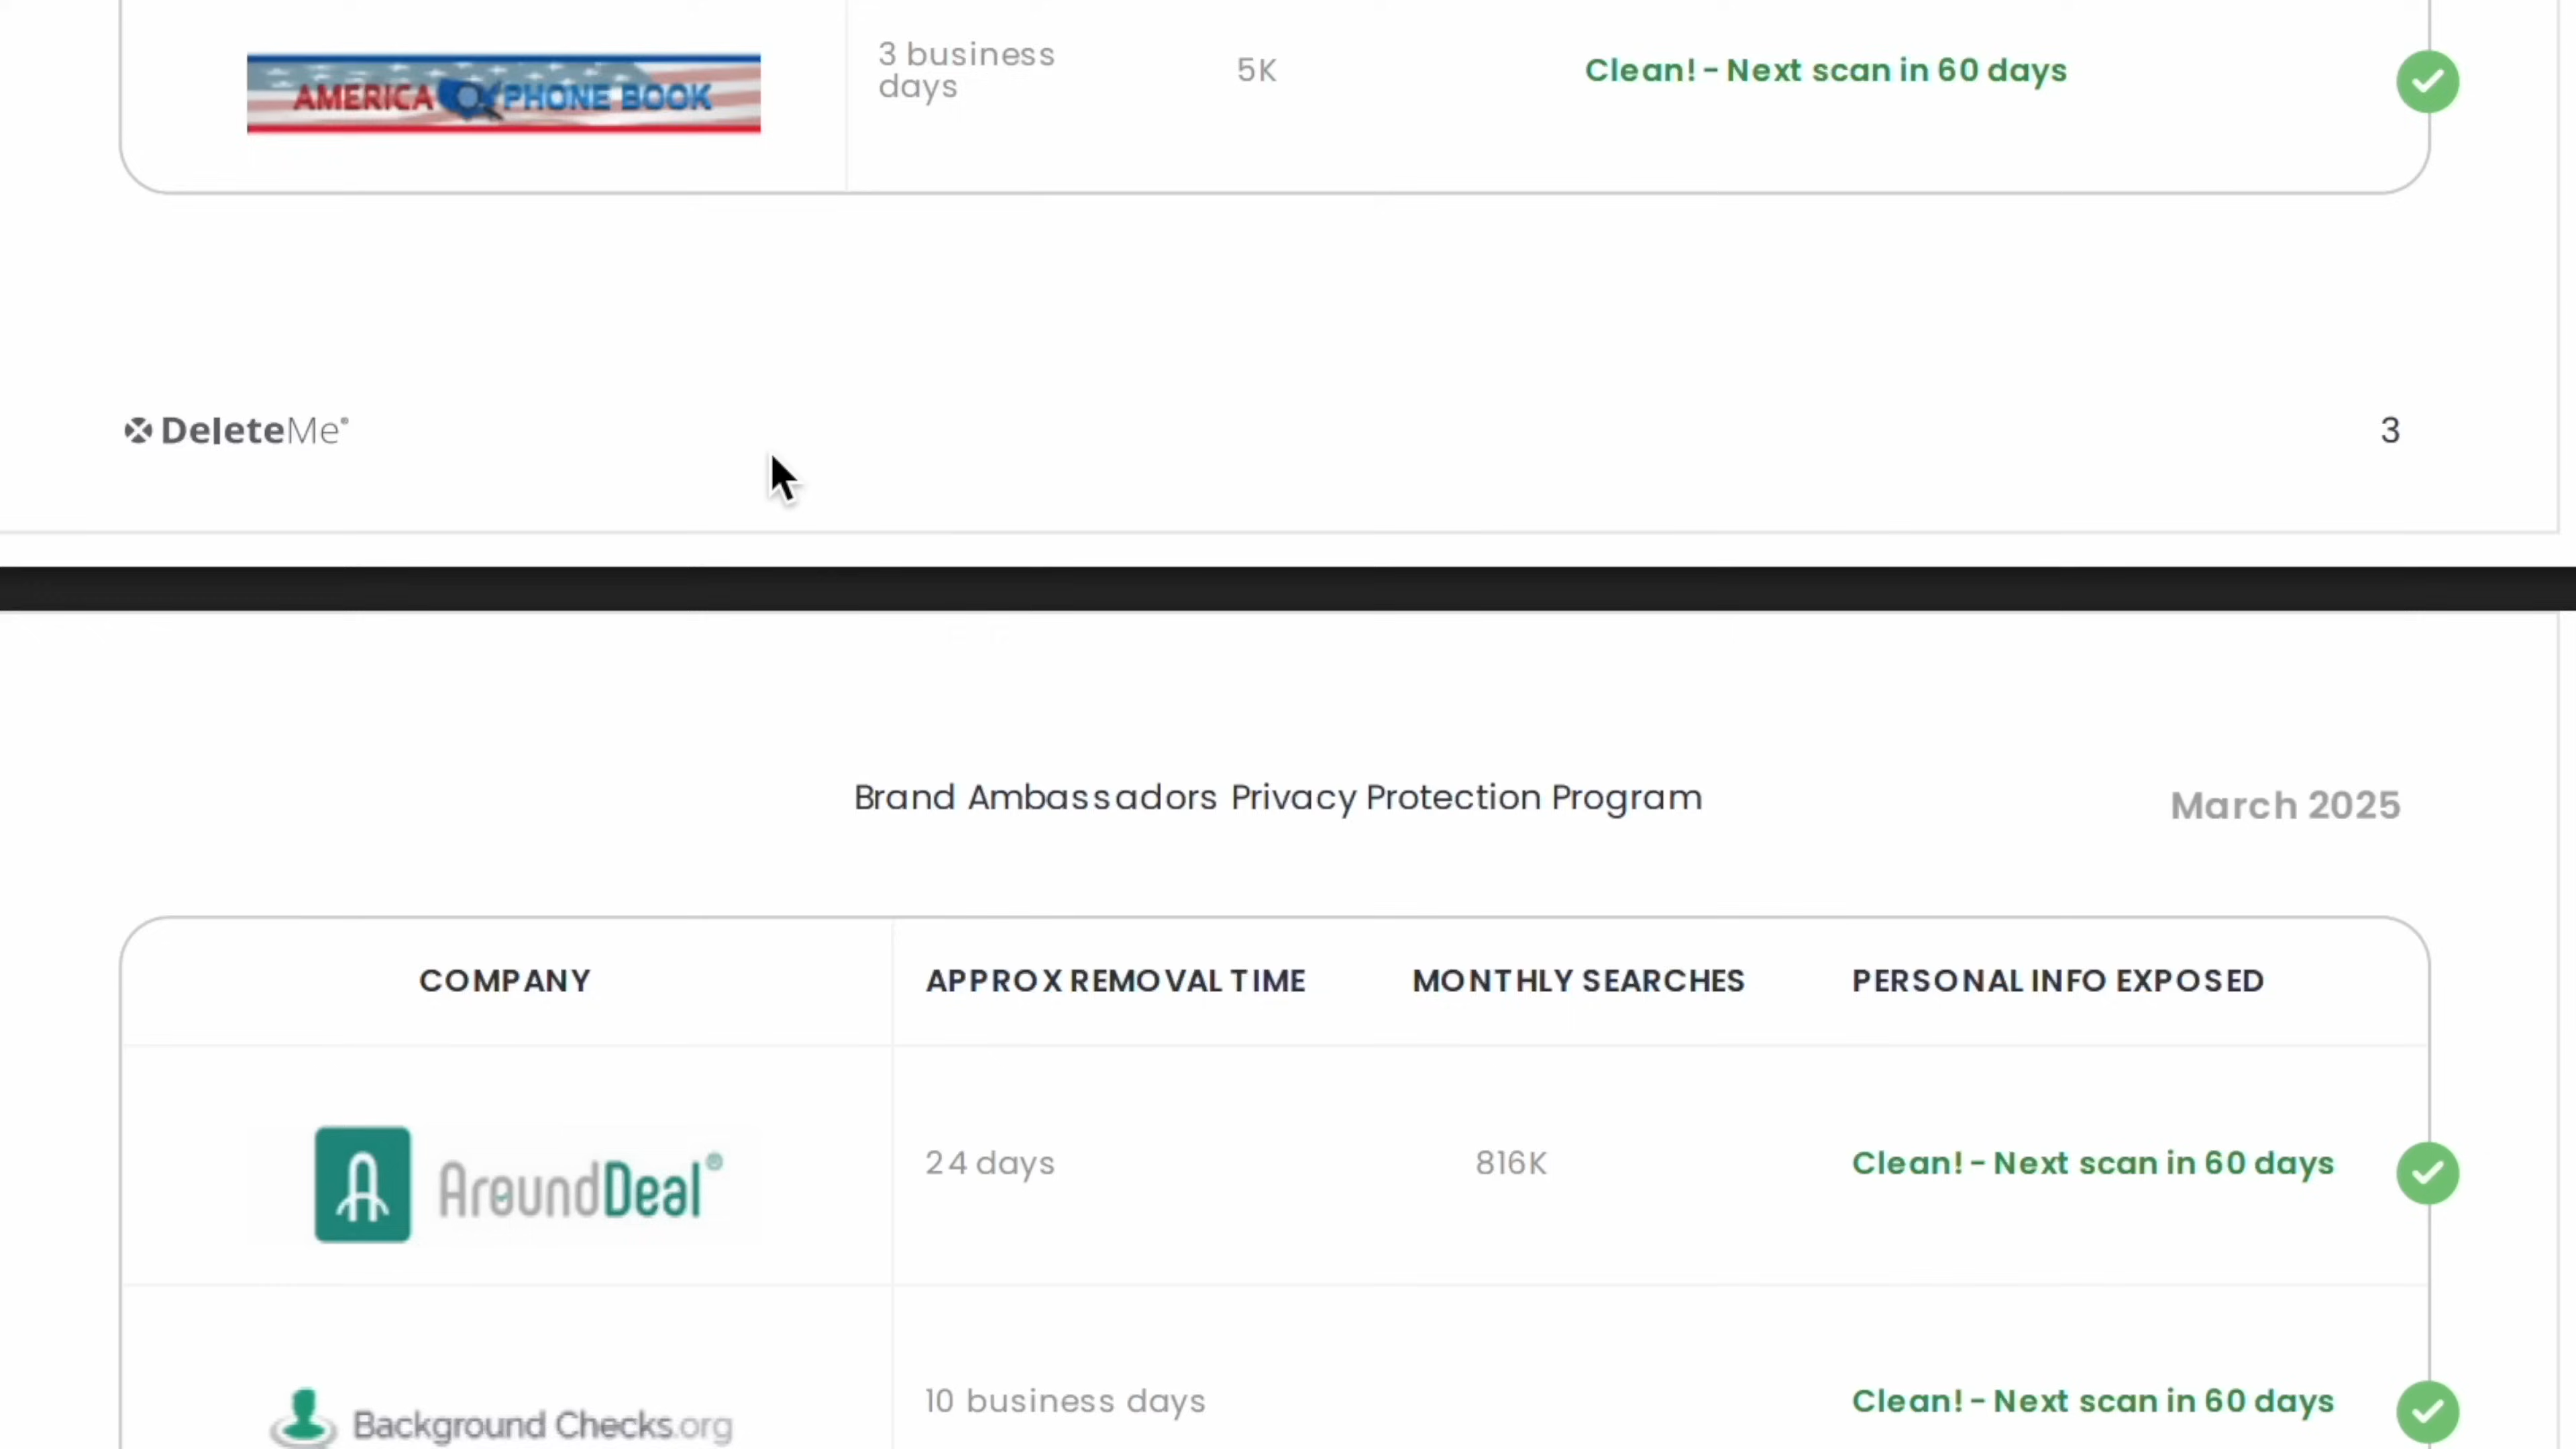 AMERICA PHONE BOOK
3 business
days
5K
Clean! - Next scan in 60 days
DeleteMe®
3
Brand Ambassadors Privacy Protection Program
March 2025
COMPANY
APPROX REMOVAL TIME
MONTHLY SEARCHES
PERSONAL INFO EXPOSED
AroundDeal®
24 days
816K
Clean! - Next scan in 60 days
Background Checks.org
10 business days
Clean! - Next scan in 60 days